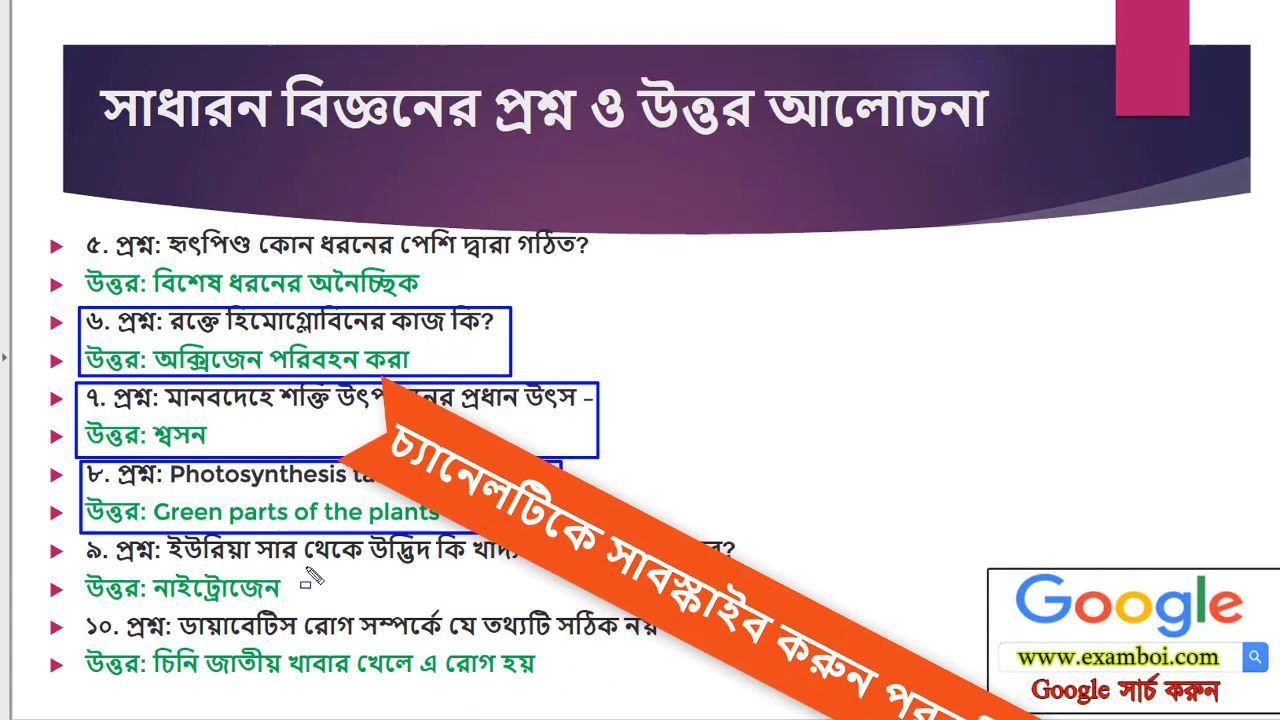 সাধারন বিজ্ঞনের প্রশ্ন ও উত্তর আলোচনা
৫. প্রশ্ন: হৃৎপিণ্ড কোন ধরনের পেশি দ্বারা গঠিত?
উত্তর: বিশেষ ধরনের অনৈচ্ছিক
৬. প্রশ্ন: রক্তে হিমোগ্লোবিনের কাজ কি?
উত্তর: অক্সিজেন পরিবহন করা
৭. প্রশ্ন: মানবদেহে শক্তি প্রধান উৎস –
উত্তর: শ্বসন
৮. প্রশ্ন: Photosynthesis
উত্তর: Green parts of the plants
৯. প্রশ্ন: ইউরিয়া সার থেকে উদ্ভিদ কি
উত্তর: নাইট্রোজেন
১০. প্রশ্ন: ডায়াবেটিস রোগ সম্পর্কে যে তথ্যটি সঠিক নয়
উত্তর: চিনি জাতীয় খাবার খেলে এ রোগ হয়
চ্যানেলটিকে সাবস্ক্রাইব করুন
Google
www.examboi.com
Google সার্চ করুন